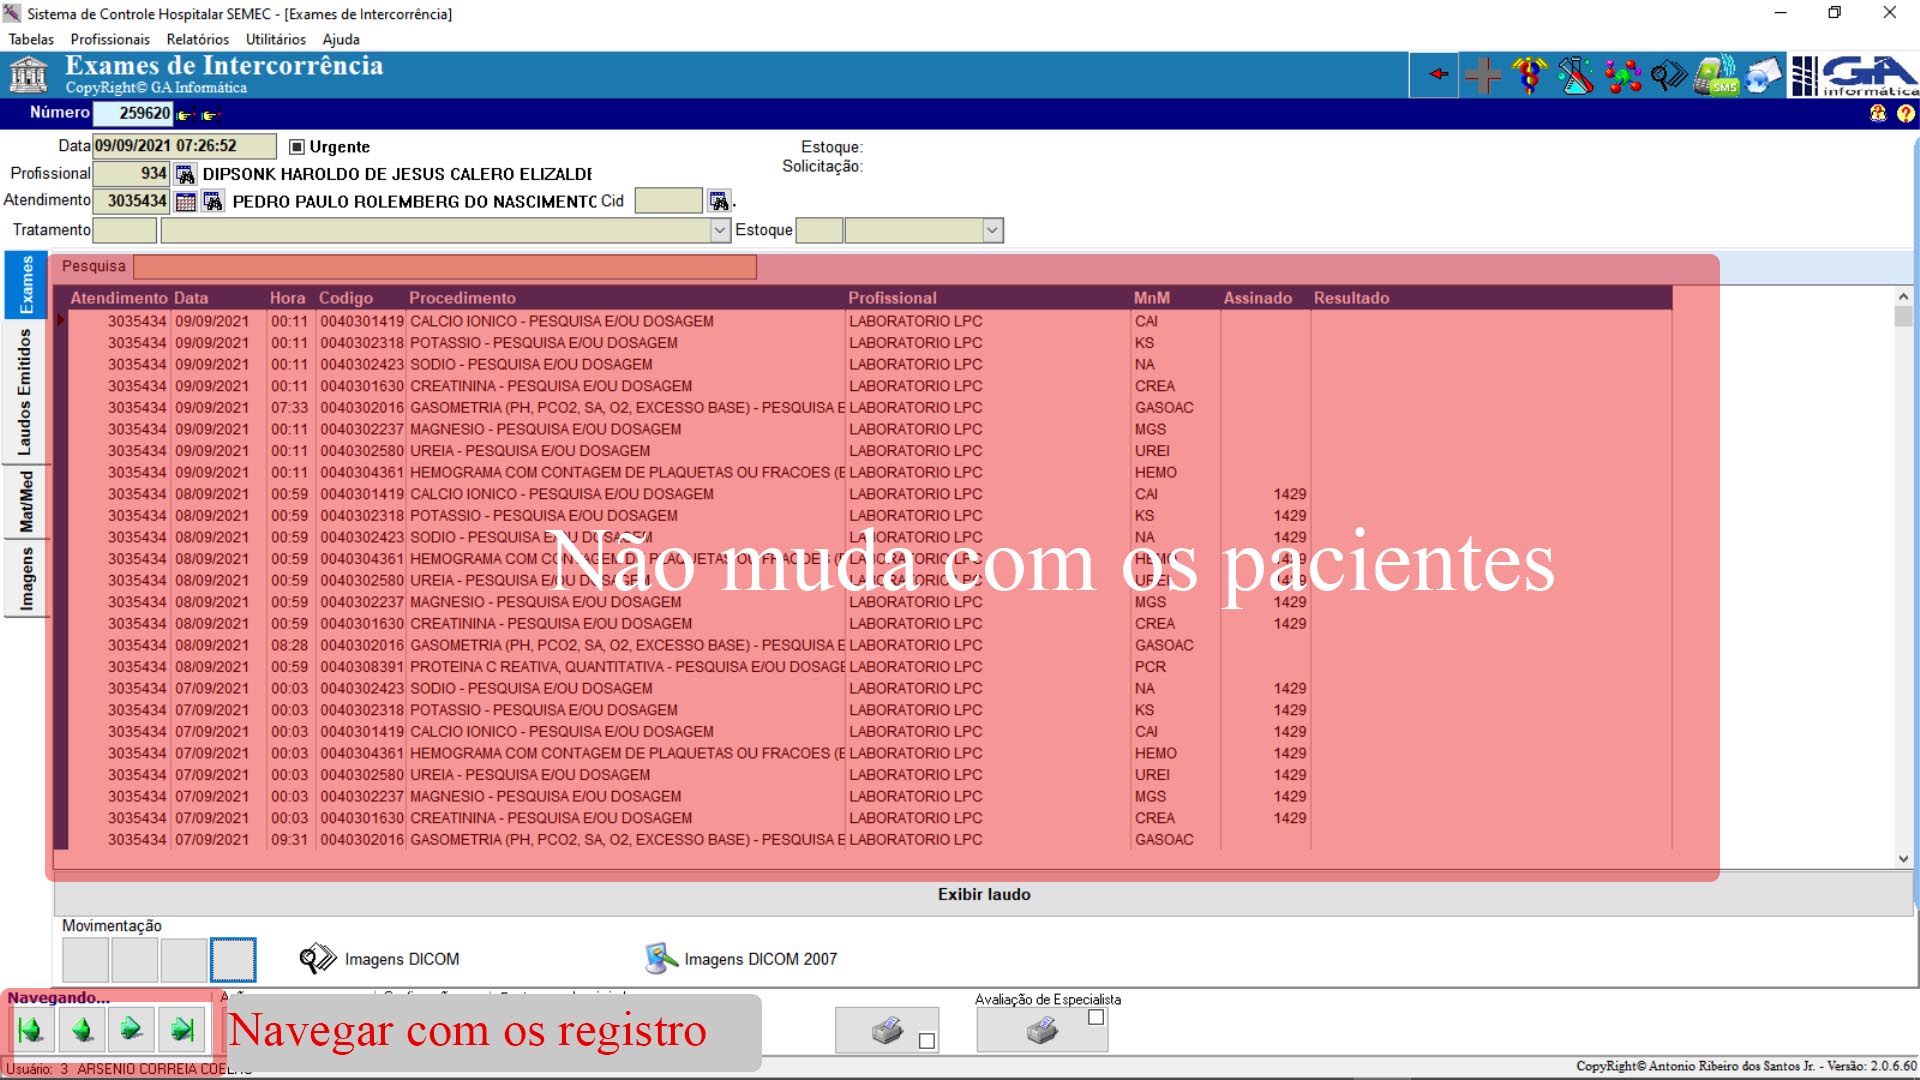 Sistema de Controle Hospitalar SEMEC - [Exames de Intercorrência]
Tabelas Profissionais Relatórios Utilitários Ajuda
Exames de Intercorrência
CopyRight© GA Informática
SMS
GA
informática
Número 259620
Data 09/09/2021 07:26:52 Urgente Estoque:
Profissional 934 DIPSONK HAROLDO DE JESUS CALERO ELIZALDE Solicitação:
Atendimento 3035434 PEDRO PAULO ROLEMBERG DO NASCIMENTO Cid .
Tratamento Estoque
Exames
Laudos Emitidos
Mat/Med
Imagens
Pesquisa
Atendimento Data Hora Codigo Procedimento Profissional MnM Assinado Resultado
3035434 09/09/2021 00:11 0040301419 CALCIO IONICO - PESQUISA E/OU DOSAGEM LABORATORIO LPC CAI
3035434 09/09/2021 00:11 0040302318 POTASSIO - PESQUISA E/OU DOSAGEM LABORATORIO LPC KS
3035434 09/09/2021 00:11 0040302423 SODIO - PESQUISA E/OU DOSAGEM LABORATORIO LPC NA
3035434 09/09/2021 00:11 0040301630 CREATININA - PESQUISA E/OU DOSAGEM LABORATORIO LPC CREA
3035434 09/09/2021 07:33 0040302016 GASOMETRIA (PH, PCO2, SA, O2, EXCESSO BASE) - PESQUISA E LABORATORIO LPC GASOAC
3035434 09/09/2021 00:11 0040302237 MAGNESIO - PESQUISA E/OU DOSAGEM LABORATORIO LPC MGS
3035434 09/09/2021 00:11 0040302580 UREIA - PESQUISA E/OU DOSAGEM LABORATORIO LPC UREI
3035434 09/09/2021 00:11 0040304361 HEMOGRAMA COM CONTAGEM DE PLAQUETAS OU FRACOES (E LABORATORIO LPC HEMO
3035434 08/09/2021 00:59 0040301419 CALCIO IONICO - PESQUISA E/OU DOSAGEM LABORATORIO LPC CAI 1429
3035434 08/09/2021 00:59 0040302318 POTASSIO - PESQUISA E/OU DOSAGEM LABORATORIO LPC KS 1429
3035434 08/09/2021 00:59 0040302423 SODIO - PESQUISA E/OU DOSAGEM LABORATORIO LPC NA 1429
3035434 08/09/2021 00:59 0040304361 HEMOGRAMA COM CONTAGEM DE PLAQUETAS OU FRACOES ( LABORATORIO LPC HEMO 1429
Não muda com os pacientes
3035434 08/09/2021 00:59 0040302580 UREIA - PESQUISA E/OU DOSAGEM LABORATORIO LPC UREI 1429
3035434 08/09/2021 00:59 0040302237 MAGNESIO - PESQUISA E/OU DOSAGEM LABORATORIO LPC MGS 1429
3035434 08/09/2021 00:59 0040301630 CREATININA - PESQUISA E/OU DOSAGEM LABORATORIO LPC CREA 1429
3035434 08/09/2021 08:28 0040302016 GASOMETRIA (PH, PCO2, SA, O2, EXCESSO BASE) - PESQUISA E LABORATORIO LPC GASOAC
3035434 08/09/2021 00:59 0040308391 PROTEINA C REATIVA, QUANTITATIVA - PESQUISA E/OU DOSAGE LABORATORIO LPC PCR
3035434 07/09/2021 00:03 0040302423 SODIO - PESQUISA E/OU DOSAGEM LABORATORIO LPC NA 1429
3035434 07/09/2021 00:03 0040302318 POTASSIO - PESQUISA E/OU DOSAGEM LABORATORIO LPC KS 1429
3035434 07/09/2021 00:03 0040301419 CALCIO IONICO - PESQUISA E/OU DOSAGEM LABORATORIO LPC CAI 1429
3035434 07/09/2021 00:03 0040304361 HEMOGRAMA COM CONTAGEM DE PLAQUETAS OU FRACOES (E LABORATORIO LPC HEMO 1429
3035434 07/09/2021 00:03 0040302580 UREIA - PESQUISA E/OU DOSAGEM LABORATORIO LPC UREI 1429
3035434 07/09/2021 00:03 0040302237 MAGNESIO - PESQUISA E/OU DOSAGEM LABORATORIO LPC MGS 1429
3035434 07/09/2021 00:03 0040301630 CREATININA - PESQUISA E/OU DOSAGEM LABORATORIO LPC CREA 1429
3035434 07/09/2021 09:31 0040302016 GASOMETRIA (PH, PCO2, SA, O2, EXCESSO BASE) - PESQUISA E LABORATORIO LPC GASOAC
Exibir laudo
Movimentação
Imagens DICOM Imagens DICOM 2007
Navegando...
Avaliação de Especialista
Navegar com os registro
Usuário: 3 ARSENIO CORREIA COELHO
CopyRight© Antonio Ribeiro dos Santos Jr. - Versão: 2.0.6.60